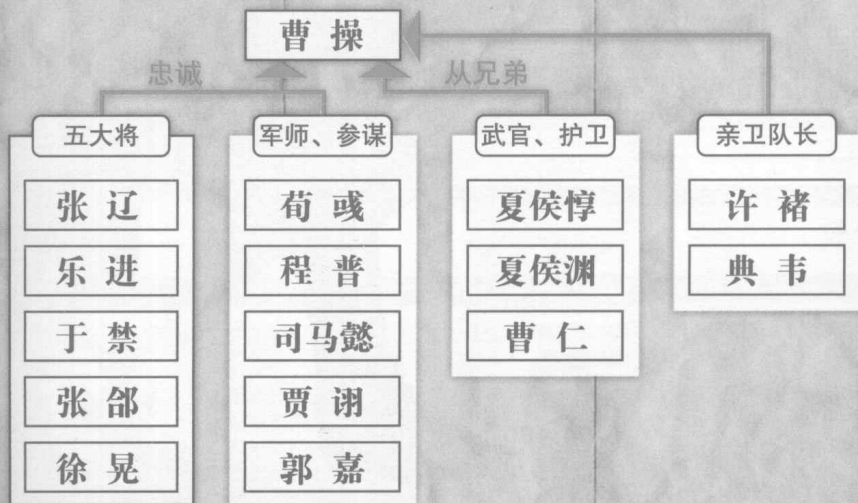 曹操
忠诚
从兄弟
五大将
张辽
乐进
于禁
张郃
徐晃
军师、参谋
荀彧
程普
司马懿
贾诩
郭嘉
武官、护卫
夏侯惇
夏侯渊
曹仁
亲卫队长
许褚
典韦